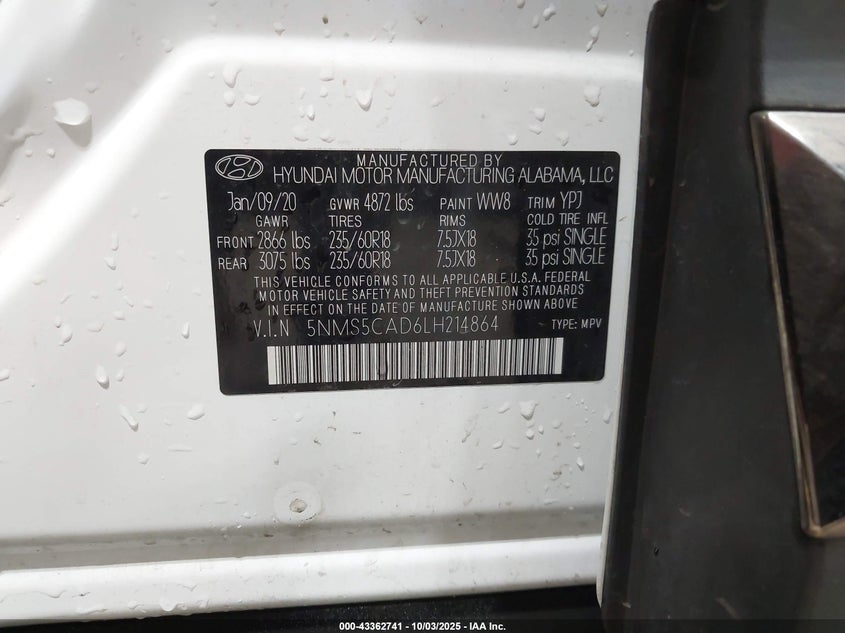 MANUFACTURED BY
HYUNDAI MOTOR MANUFACTURING ALABAMA, LLC
Jan/09/20 GVWR 4872 lbs PAINT WW8 TRIM YPJ
GAWR TIRES RIMS COLD TIRE INFL
FRONT 2866 lbs 235/60R18 7.5JX18 35 psi SINGLE
REAR 3075 lbs 235/60R18 7.5JX18 35 psi SINGLE
THIS VEHICLE CONFORMS TO ALL APPLICABLE U.S.A. FEDERAL
MOTOR VEHICLE SAFETY AND THEFT PREVENTION STANDARDS
IN EFFECT ON THE DATE OF MANUFACTURE SHOWN ABOVE
V.I.N 5NMS5CAD6LH214864 TYPE: MPV
000-43362741 - 10/03/2025 - IAA Inc.